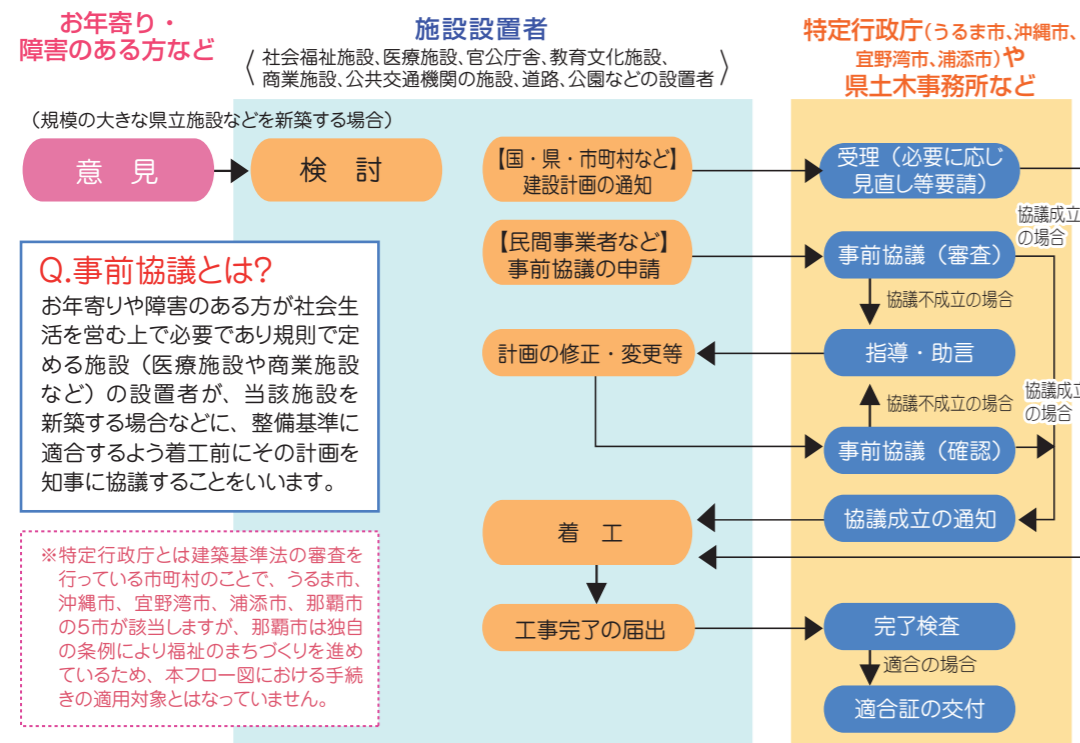 お年寄り・
障害のある方など
施設設置者
〈社会福祉施設、医療施設、官公庁舎、教育文化施設、
商業施設、公共交通機関の施設、道路、公園などの設置者〉
特定行政庁(うるま市、沖縄市、
宜野湾市、浦添市)や
県土木事務所など
（規模の大きな県立施設などを新築する場合）
意 見
検 討
【国・県・市町村など】
建設計画の通知
受理（必要に応じ
見直し等要請）
協議成立
の場合
【民間事業者など】
事前協議の申請
事前協議（審査）
協議不成立の場合
計画の修正・変更等
指導・助言
協議不成立の場合
協議成立
の場合
事前協議（確認）
協議成立の通知
着 工
工事完了の届出
完了検査
適合の場合
適合証の交付
Q.事前協議とは?
お年寄りや障害のある方が社会生
活を営む上で必要であり規則で定
める施設（医療施設や商業施設
など）の設置者が、当該施設を
新築する場合などに、整備基準に
適合するよう着工前にその計画を
知事に協議することをいいます。
※特定行政庁とは建築基準法の審査を
行っている市町村のことで、うるま市、
沖縄市、宜野湾市、浦添市、那覇市
の5市が該当しますが、那覇市は独自
の条例により福祉のまちづくりを進め
ているため、本フロー図における手続
きの適用対象とはなっていません。